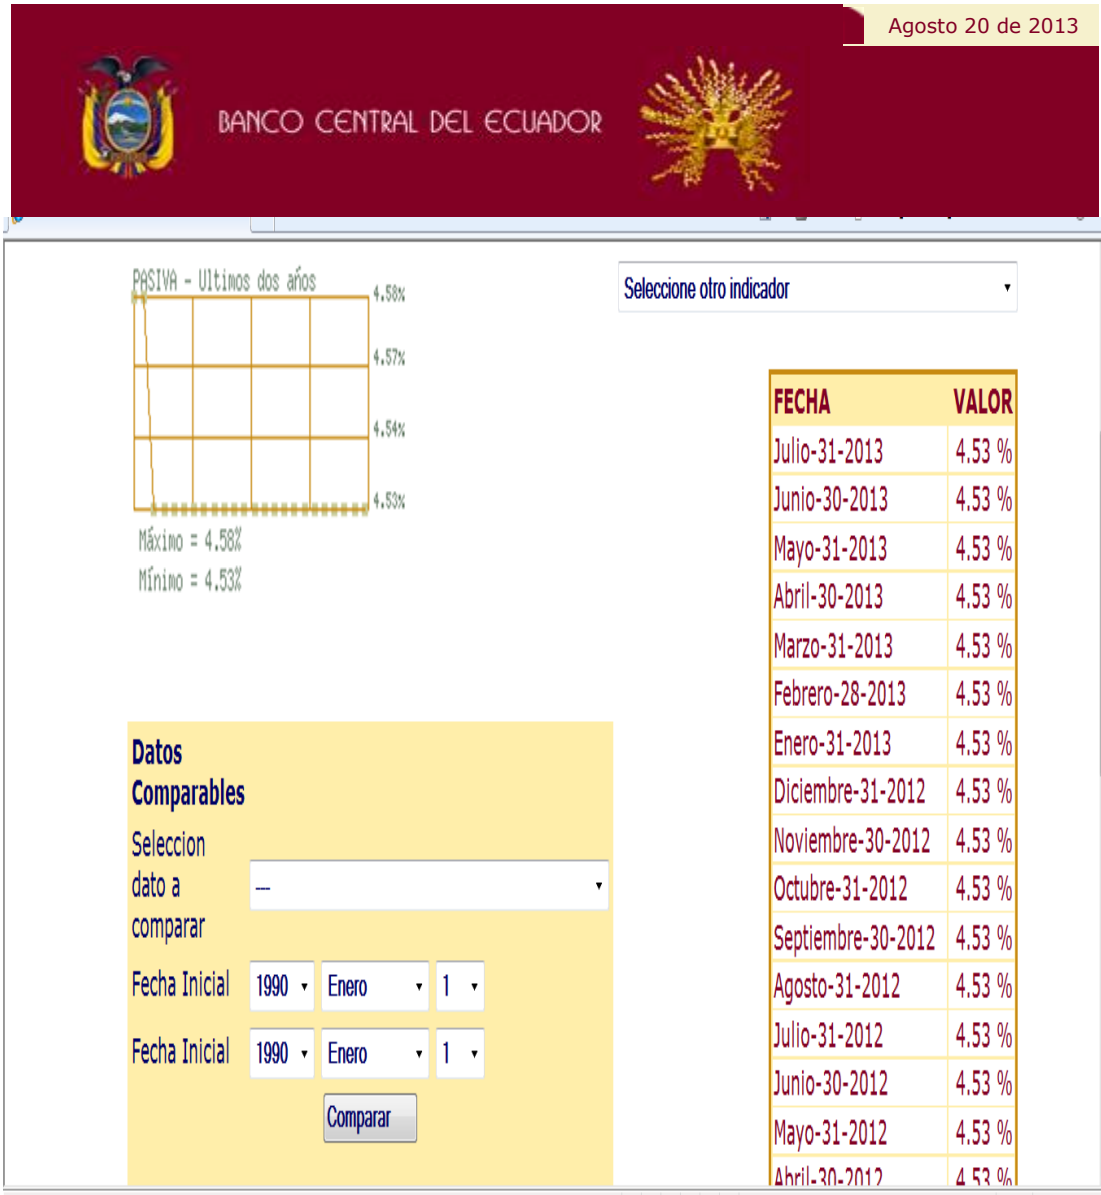 Agosto 20 de 2013
BANCO CENTRAL DEL ECUADOR
PASIVA - Ultimos dos años
4.58%
4.57%
4.54%
4.53%
Máximo = 4.58%
Mínimo = 4.53%
Seleccione otro indicador
FECHA VALOR
Julio-31-2013 4.53 %
Junio-30-2013 4.53 %
Mayo-31-2013 4.53 %
Abril-30-2013 4.53 %
Marzo-31-2013 4.53 %
Febrero-28-2013 4.53 %
Enero-31-2013 4.53 %
Diciembre-31-2012 4.53 %
Noviembre-30-2012 4.53 %
Octubre-31-2012 4.53 %
Septiembre-30-2012 4.53 %
Agosto-31-2012 4.53 %
Julio-31-2012 4.53 %
Junio-30-2012 4.53 %
Mayo-31-2012 4.53 %
Abril-30-2012 4.53 %
Datos
Comparables
Seleccion
dato a
comparar
---
Fecha Inicial 1990 Enero 1
Fecha Inicial 1990 Enero 1
Comparar